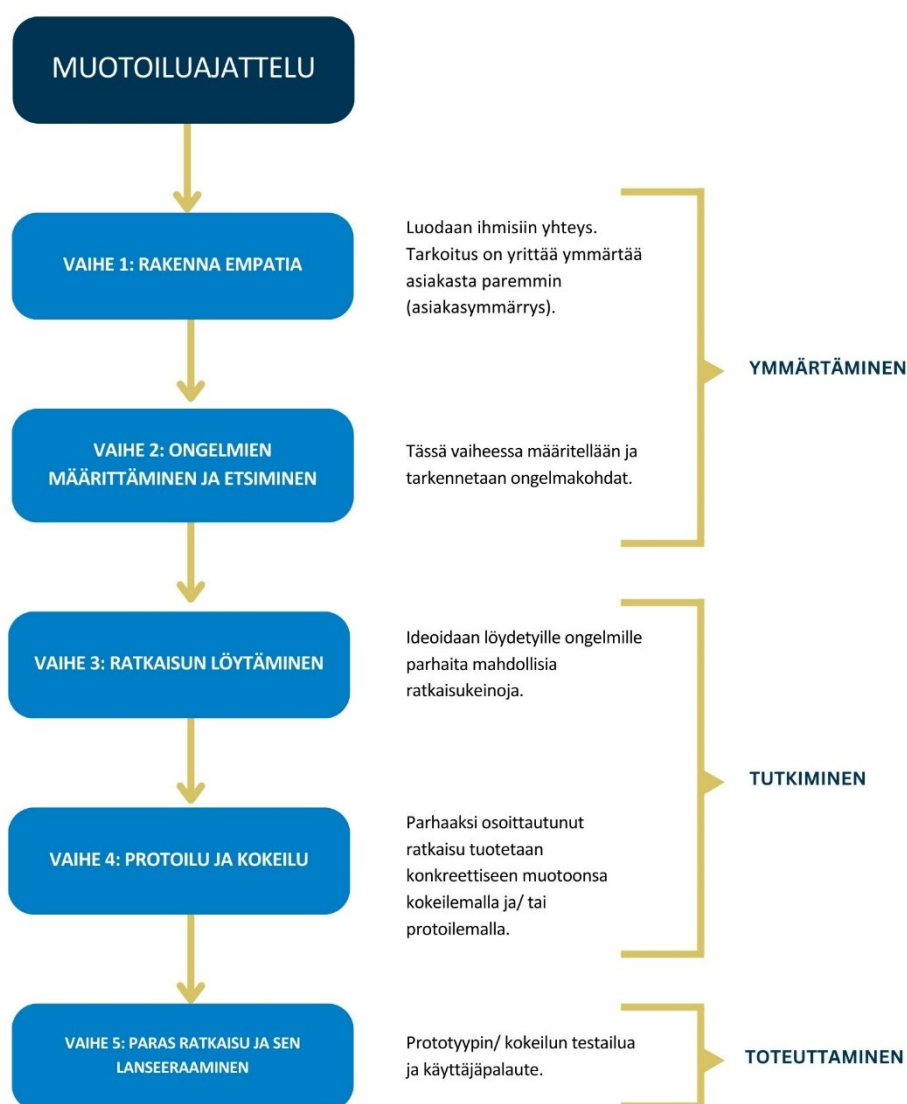 MUOTOILUAJATTELU
VAIHE 1: RAKENNA EMPATIA
Luodaan ihmisiin yhteys.
Tarkoitus on yrittää ymmärtää
asiakasta paremmin
(asiakasymmärrys).
YMMÄRTÄMINEN
VAIHE 2: ONGELMIEN
MÄÄRITTÄMINEN JA ETSIMINEN
Tässä vaiheessa määritellään ja
tarkennetaan ongelmakohdat.
VAIHE 3: RATKAISUN LÖYTÄMINEN
Ideoidaan löydetyille ongelmille
parhaita mahdollisia
ratkaisukeinoja.
TUTKIMINEN
VAIHE 4: PROTOILU JA KOKEILU
Parhaaksi osoittautunut
ratkaisu tuotetaan
konkreettiseen muotoonsa
kokeilemalla ja/ tai
protoilemalla.
VAIHE 5: PARAS RATKAISU JA SEN
LANSEERAAMINEN
Prototyypin/ kokeilun testailua
ja käyttäjäpalaute.
TOTEUTTAMINEN